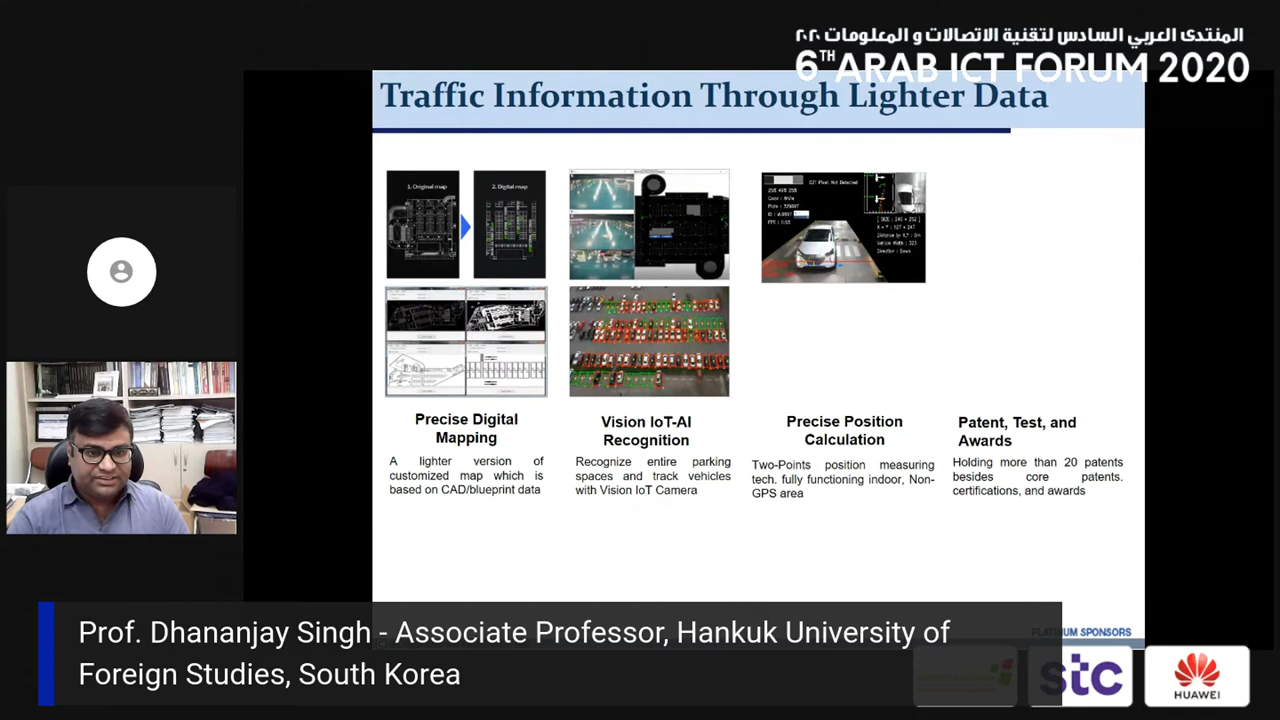 المنتدى العربي السادس لتقنية الاتصالات و المعلومات ٢٠٢٠
6TH ARAB ICT FORUM 2020
Traffic Information Through Lighter Data
1. Original map
2. Digital map
Precise Digital
Mapping
A lighter version of
customized map which is
based on CAD/blueprint data
Vision IoT-AI
Recognition
Recognize entire parking
spaces and track vehicles
with Vision IoT Camera
Precise Position
Calculation
Two-Points position measuring
tech. fully functioning indoor, Non-
GPS area
Patent, Test, and
Awards
Holding more than 20 patents
besides core patents.
certifications, and awards
Prof. Dhananjay Singh - Associate Professor, Hankuk University of
Foreign Studies, South Korea
PLATINUM SPONSORS
stc
HUAWEI